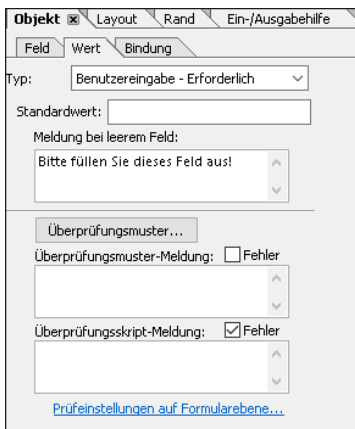 Objekt Layout Rand Ein-/Ausgabehilfe
Feld Wert Bindung
Typ: Benutzereingabe - Erforderlich
Standardwert:
Meldung bei leerem Feld:
Bitte füllen Sie dieses Feld aus!
Überprüfungsmuster...
Überprüfungsmuster-Meldung: Fehler
Überprüfungsskript-Meldung: Fehler
Prüfeinstellungen auf Formularebene...